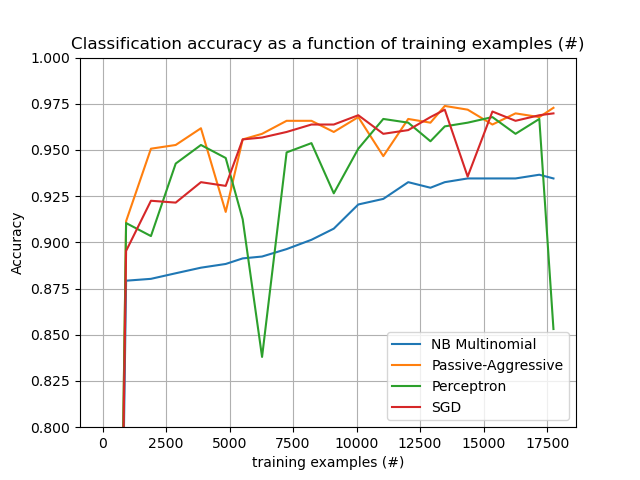 Classification accuracy as a function of training examples (#)
1.000
0.975
0.950
0.925
0.900
0.875
0.850
0.825
0.800
Accuracy
NB Multinomial
Passive-Aggressive
Perceptron
SGD
0 2500 5000 7500 10000 12500 15000 17500
training examples (#)